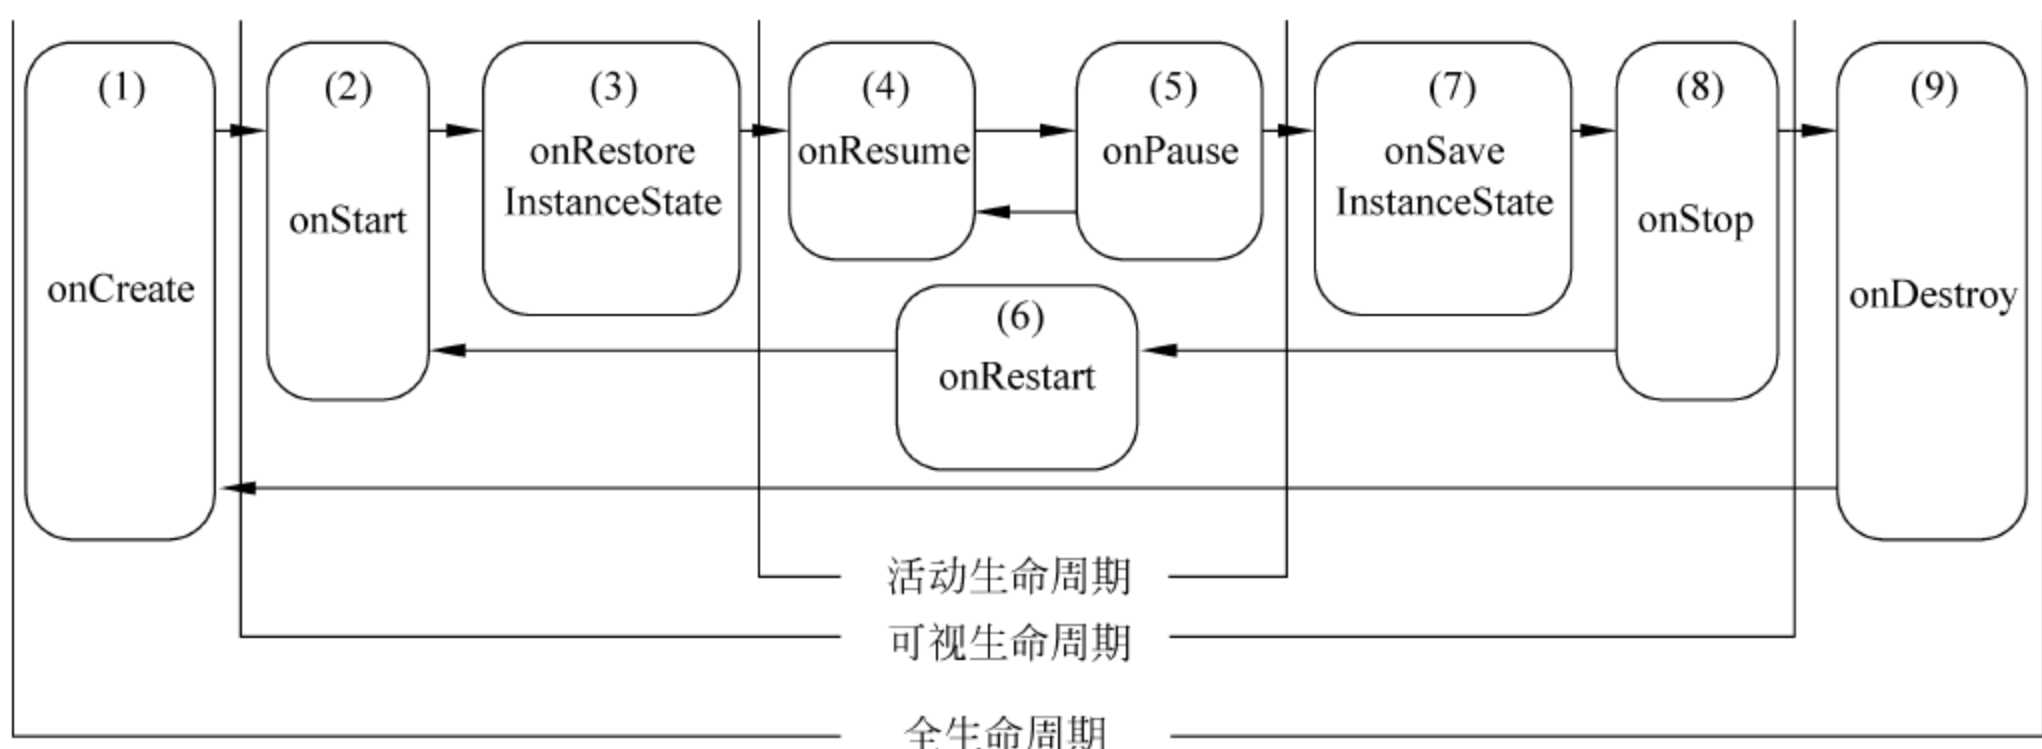 (1)
onCreate
(2)
onStart
(3)
onRestore
InstanceState
(4)
onResume
(5)
onPause
(6)
onRestart
(7)
onSave
InstanceState
(8)
onStop
(9)
onDestroy
活动生命周期
可视生命周期
全生命周期